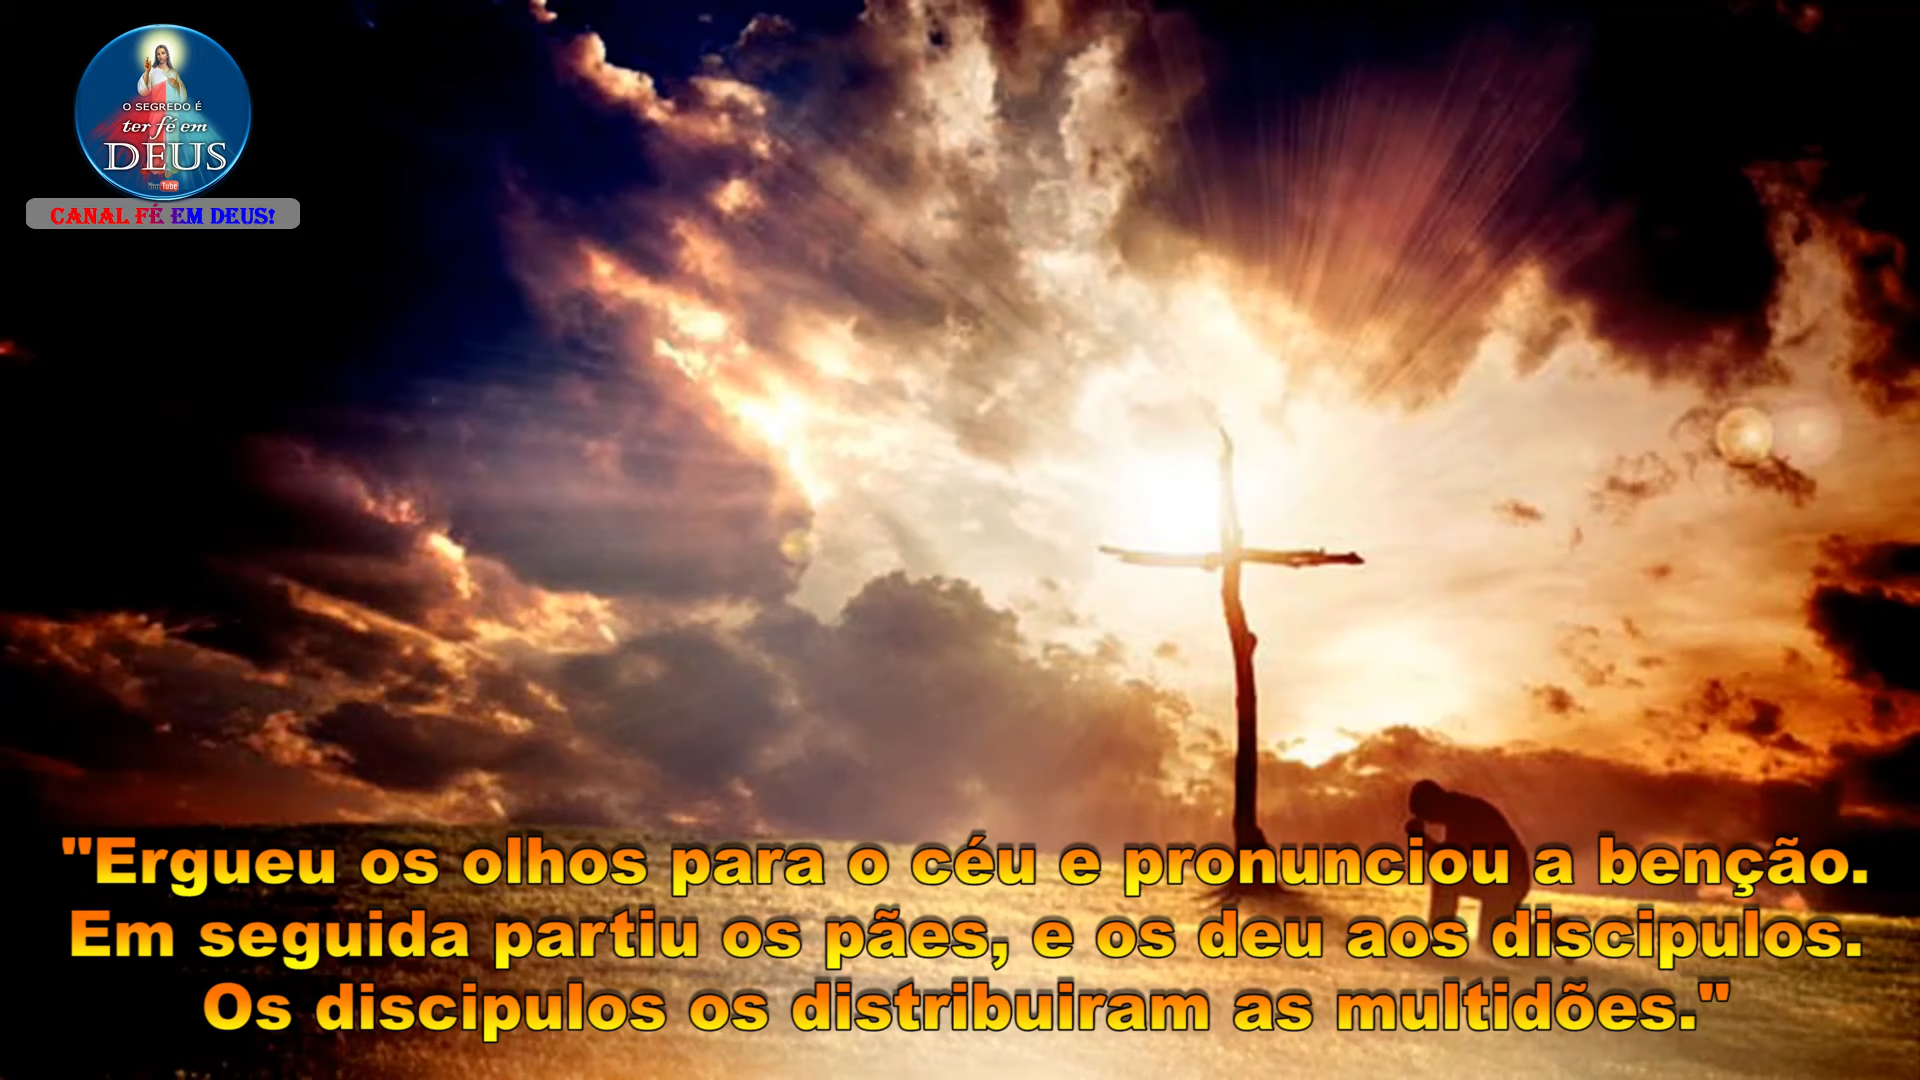 O SEGREDO É
ter fé em
DEUS
YouTube
CANAL FÉ EM DEUS!
"Ergueu os olhos para o céu e pronunciou a benção.
Em seguida partiu os pães, e os deu aos discipulos.
Os discipulos os distribuiram as multidões."